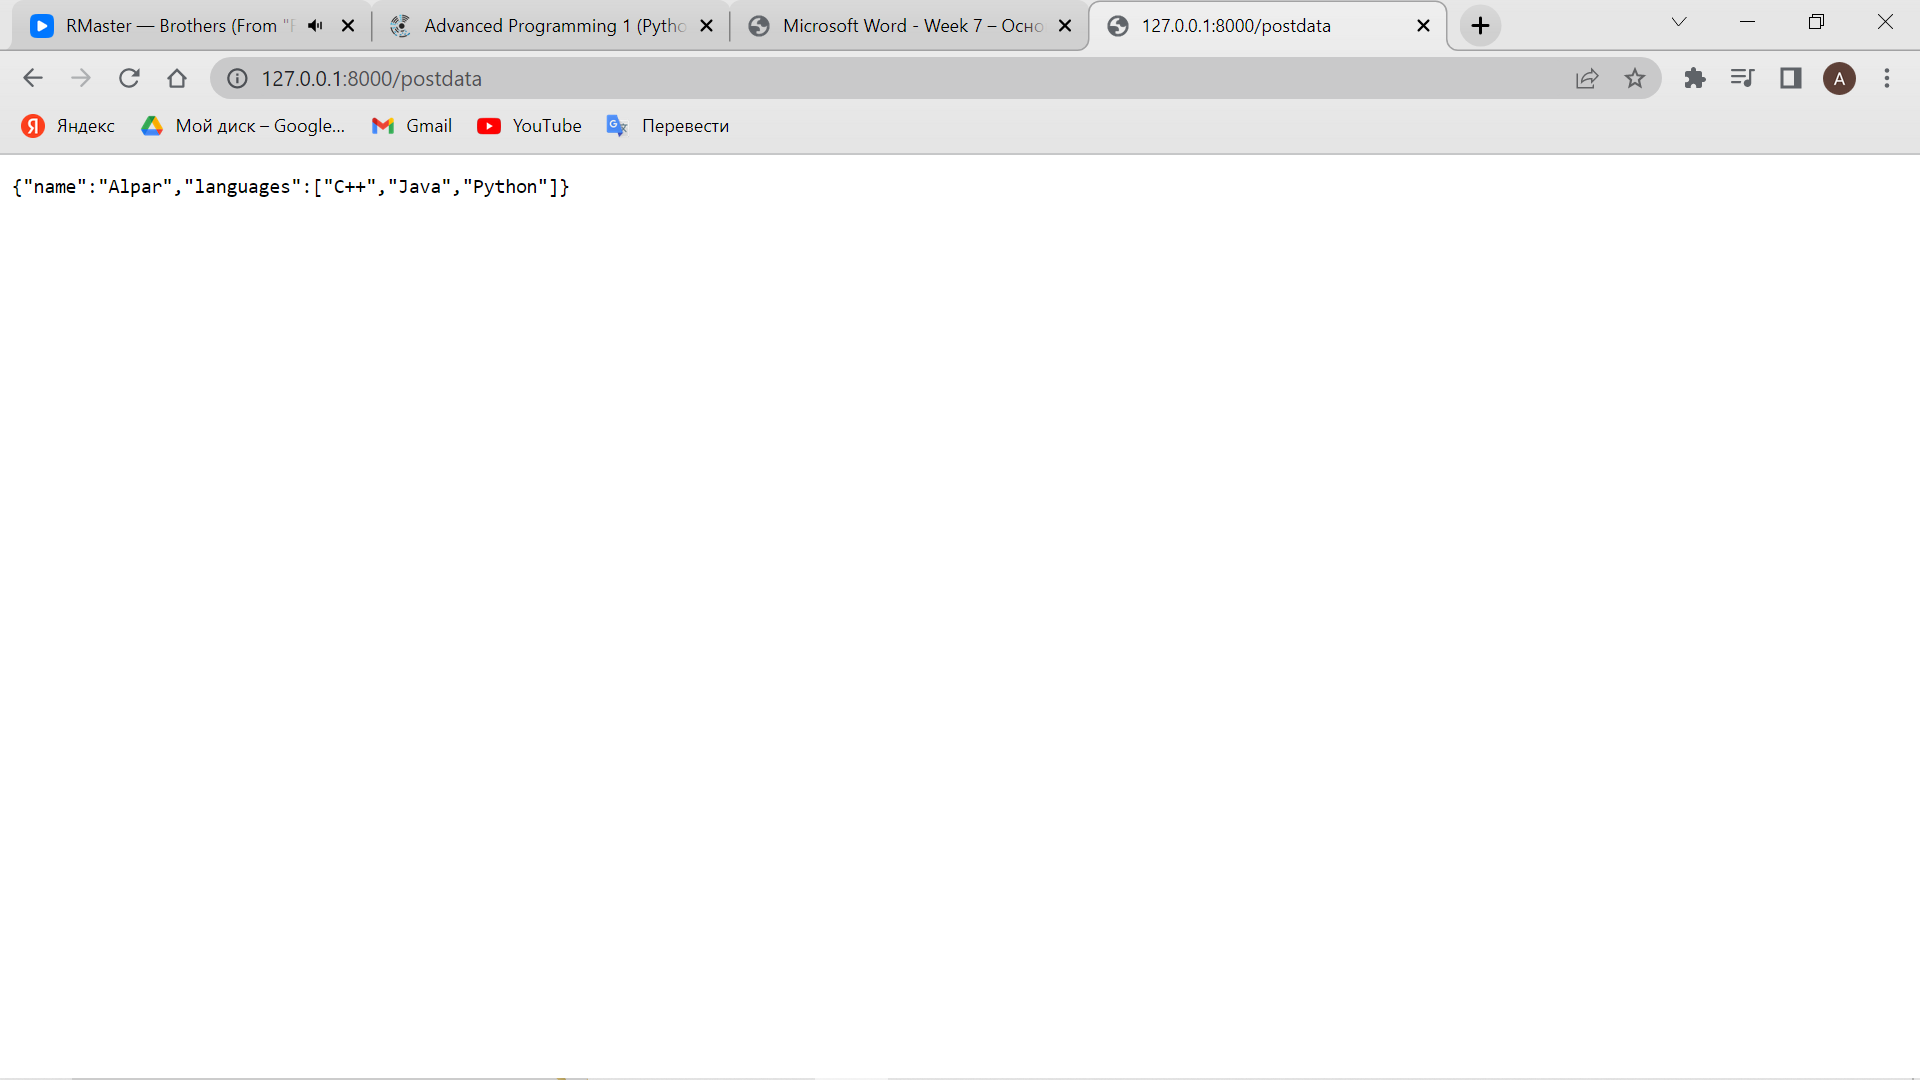 RMaster — Brothers (From "F
Advanced Programming 1 (Pytho
Microsoft Word - Week 7 – Осно
127.0.0.1:8000/postdata
127.0.0.1:8000/postdata
A
Яндекс
Мой диск – Google...
Gmail
YouTube
Перевести
{"name":"Alpar","languages":["C++","Java","Python"]}